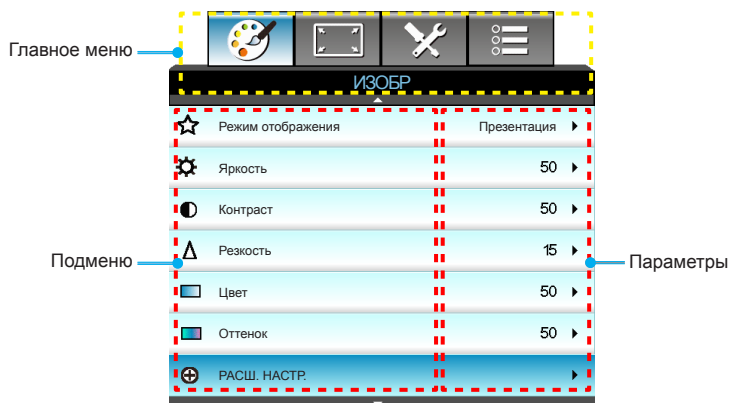 Главное меню
ИЗОБР
Режим отображения Презентация
Яркость 50
Контраст 50
Резкость 15
Подменю
Параметры
Цвет 50
Оттенок 50
РАСШ. НАСТР.